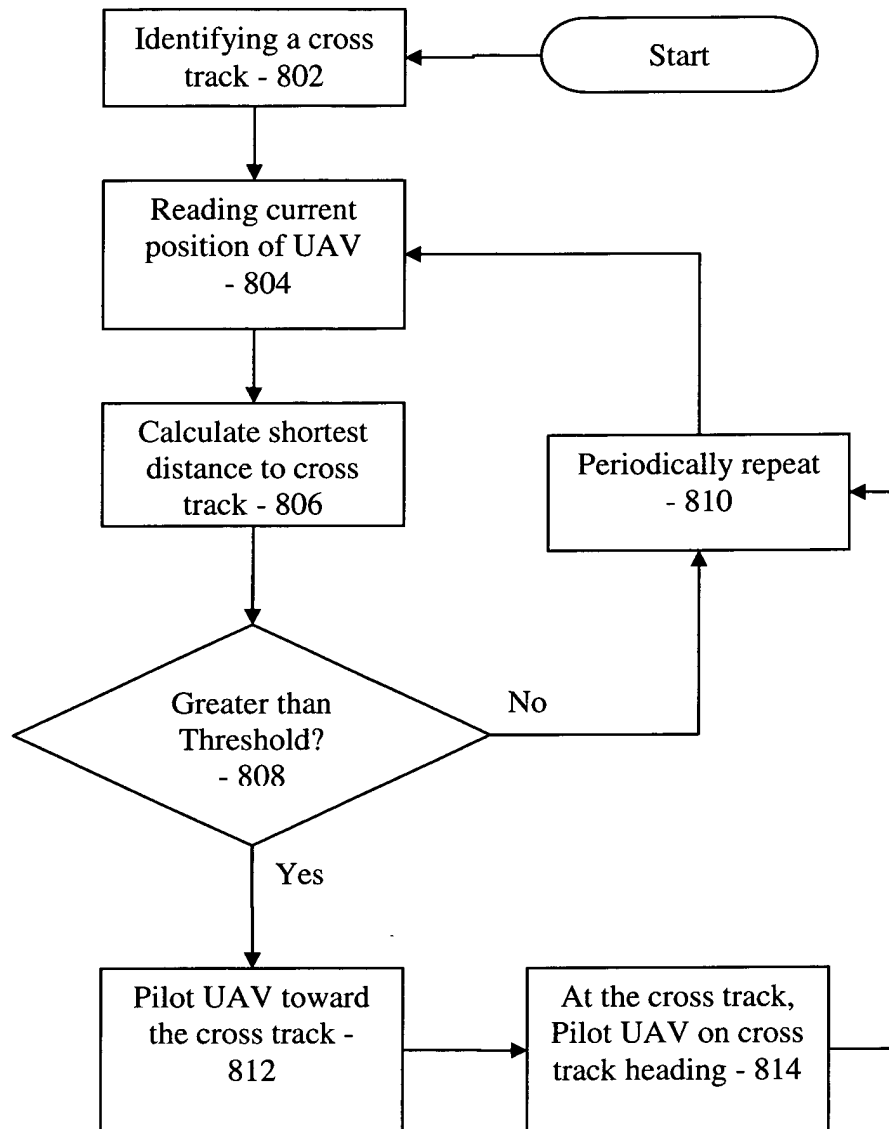 Identifying a cross
track - 802
Start
Reading current
position of UAV
- 804
Calculate shortest
distance to cross
track - 806
Periodically repeat
- 810
Greater than
Threshold?
- 808
No
Yes
Pilot UAV toward
the cross track -
812
At the cross track,
Pilot UAV on cross
track heading - 814